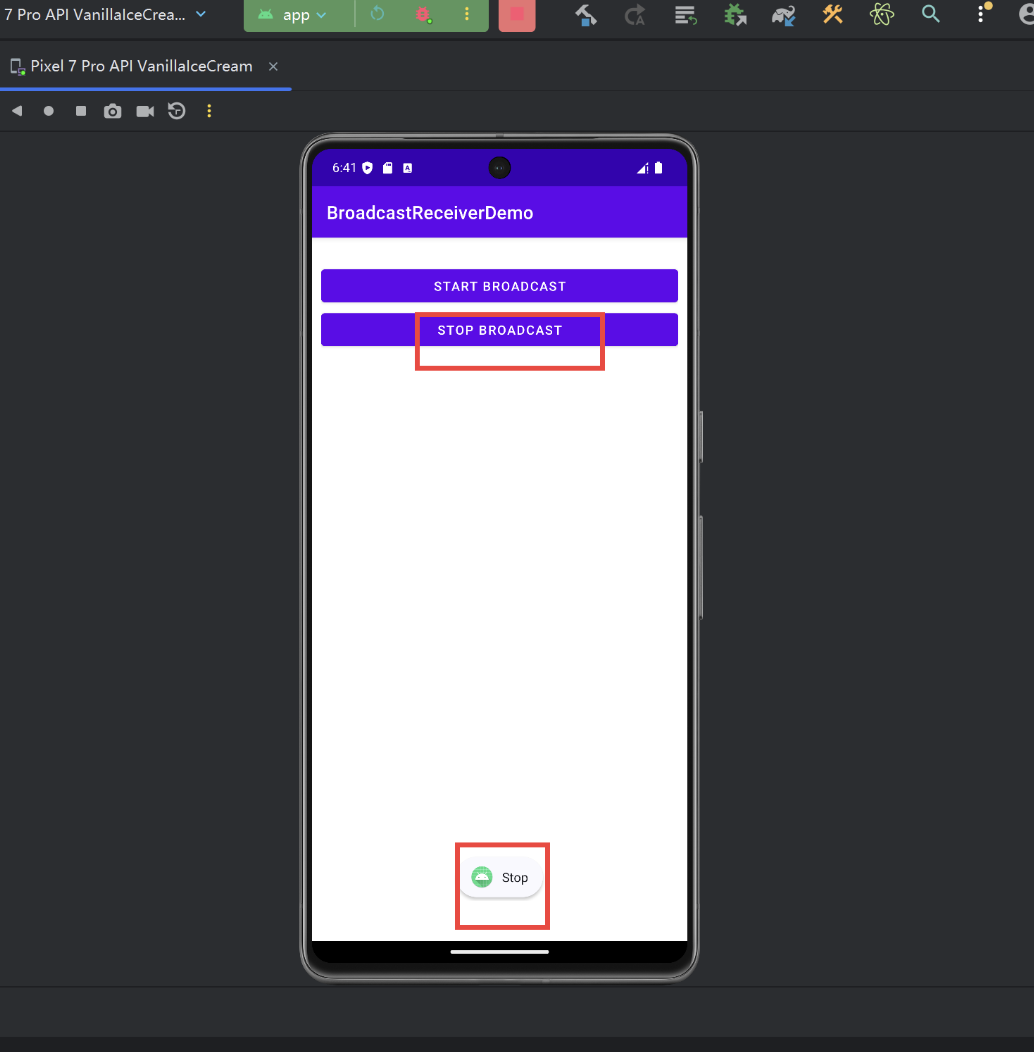 7 Pro API VanillaIceCrea...
app
Pixel 7 Pro API VanillaIceCream
6:41
BroadcastReceiverDemo
START BROADCAST
STOP BROADCAST
Stop